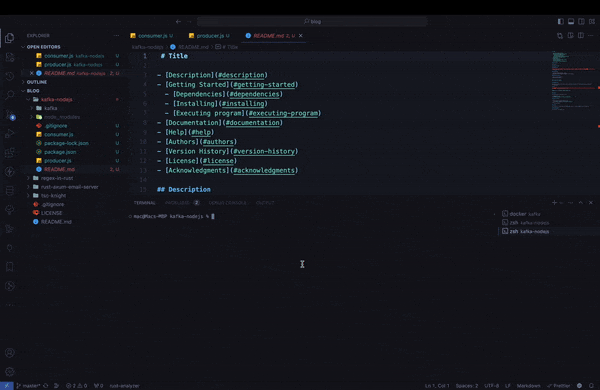 blog
EXPLORER
OPEN EDITORS
consumer.js kafka-nodejs U
producer.js kafka-nodejs U
README.md kafka-nodejs 2, U
OUTLINE
BLOG
kafka-nodejs
kafka
node_modules
.gitignore U
consumer.js U
package-lock.json U
package.json U
producer.js U
README.md 2, U
regex-in-rust
rust-axum-email-server
.gitignore
LICENSE
README.md
consumer.js U
producer.js U
README.md 2, U
kafka-nodejs > README.md > # Title
1 # Title
2
3 - [Description](#description)
4 - [Getting Started](#getting-started)
5 - [Dependencies](#dependencies)
6 - [Installing](#installing)
7 - [Executing program](#executing-program)
8 - [Documentation](#documentation)
9 - [Help](#help)
10 - [Authors](#authors)
11 - [Version History](#version-history)
12 - [License](#license)
13 - [Acknowledgments](#acknowledgments)
14
15 ## Description
TERMINAL PROBLEMS 2 DEBUG CONSOLE OUTPUT
mac@Macs-MBP kafka-nodejs %
docker kafka
zsh kafka-nodejs
zsh kafka-nodejs
master* 2 0 0 rust-analyzer
Ln 1, Col 1 Spaces: 2 UTF-8 LF Markdown Prettier